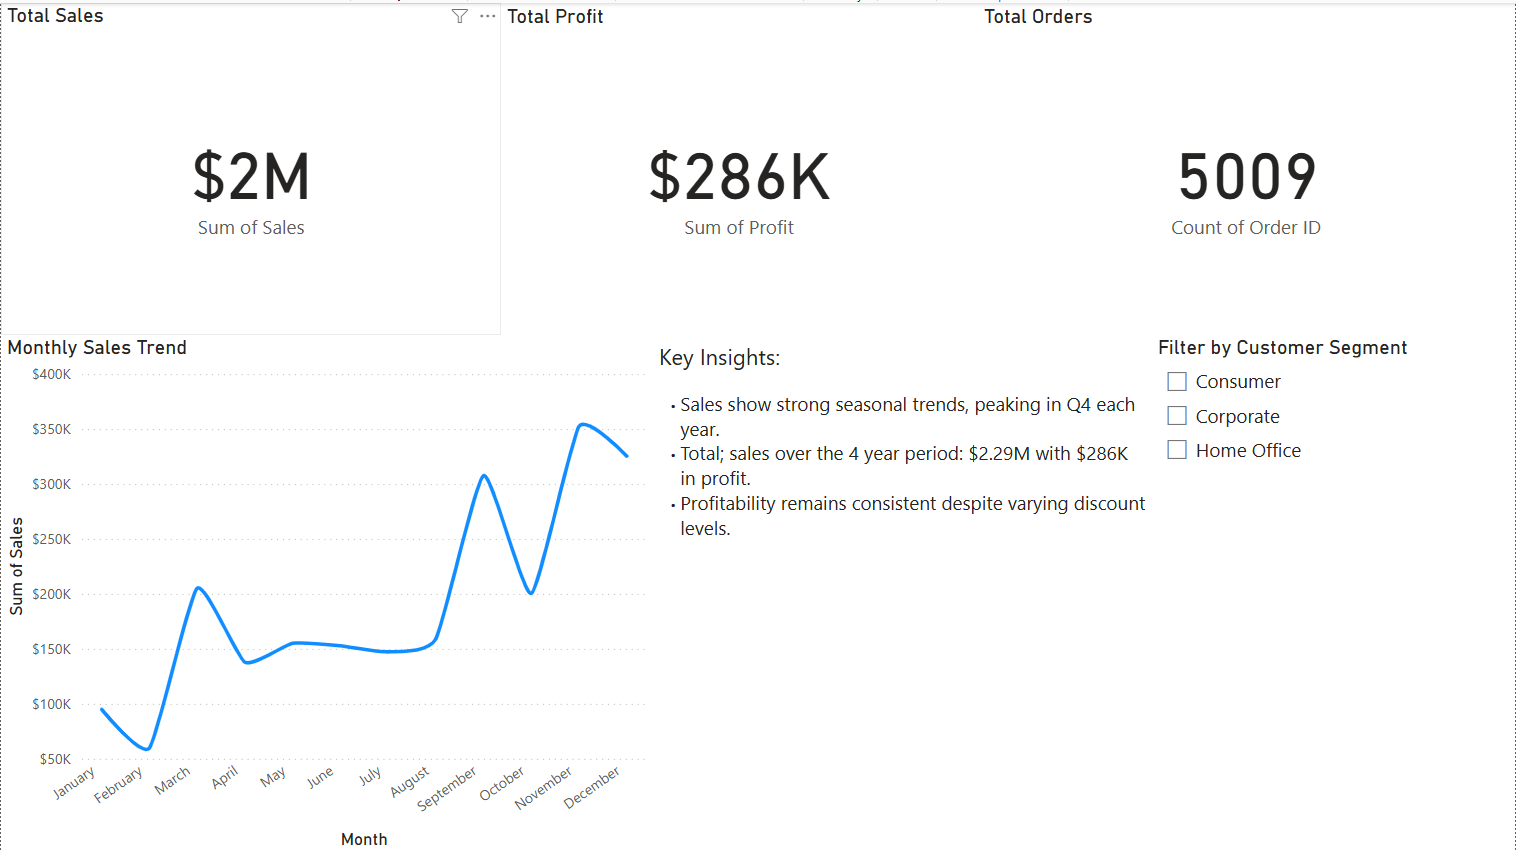 Total Sales
Total Profit
Total Orders
$2M
Sum of Sales
$286K
Sum of Profit
5009
Count of Order ID
Monthly Sales Trend
$400K
$350K
$300K
$250K
$200K
$150K
$100K
$50K
Sum of Sales
January
February
March
April
May
June
July
August
September
October
November
December
Month
Key Insights:
• Sales show strong seasonal trends, peaking in Q4 each
year.
• Total; sales over the 4 year period: $2.29M with $286K
in profit.
• Profitability remains consistent despite varying discount
levels.
Filter by Customer Segment
Consumer
Corporate
Home Office